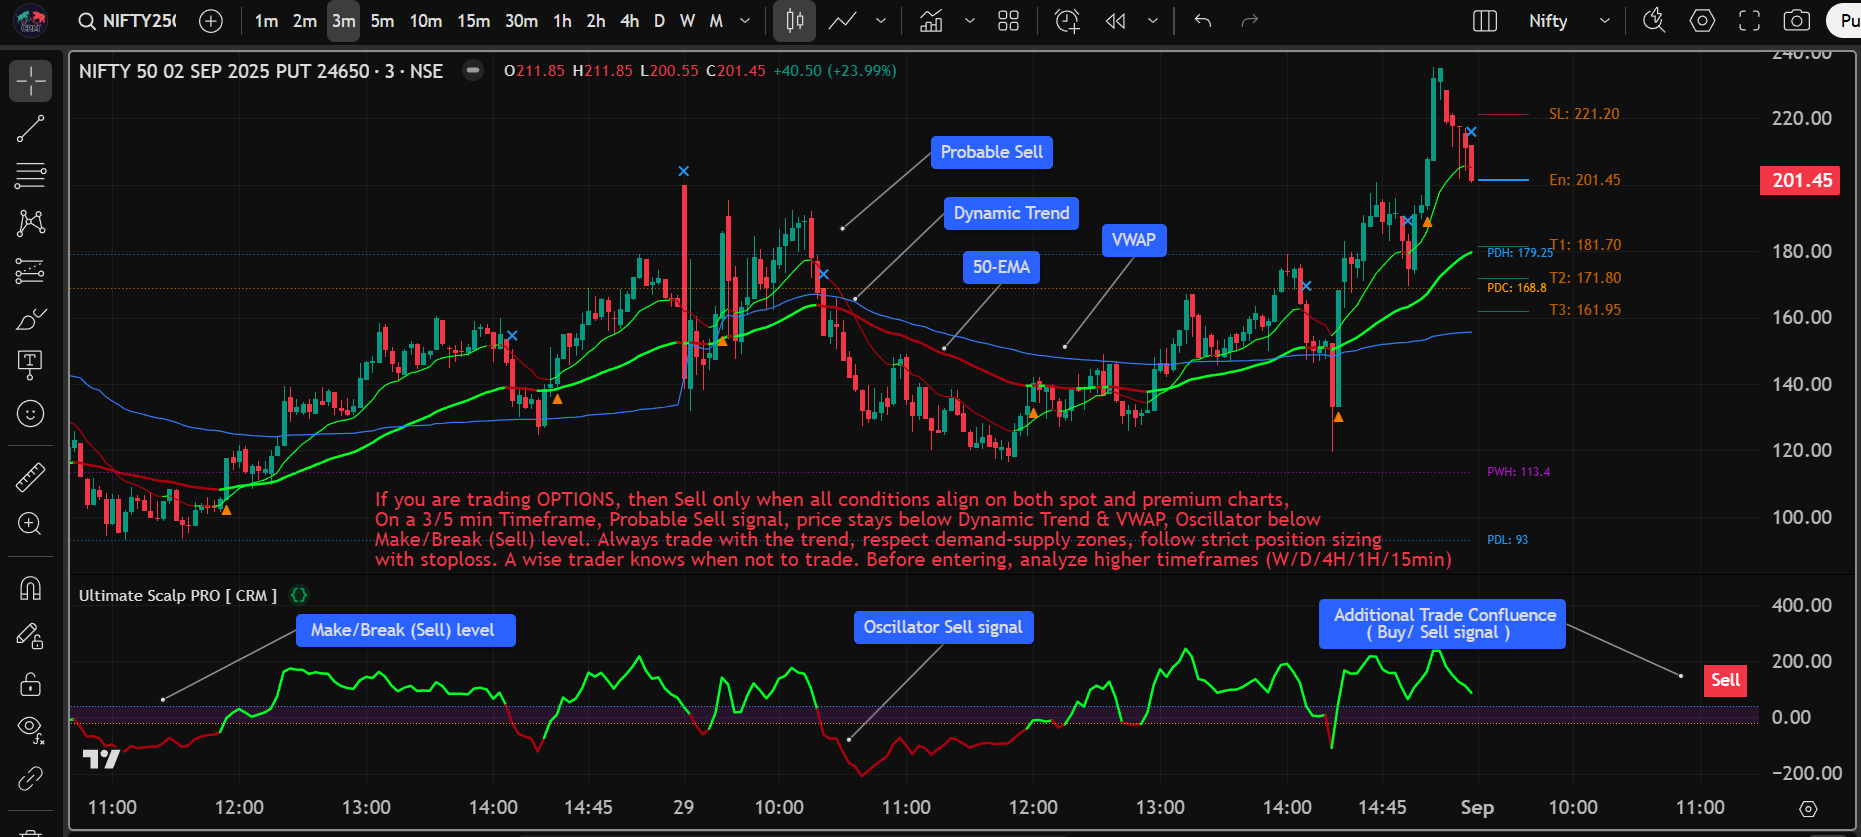 NIFTY250
1m 2m 3m 5m 10m 15m 30m 1h 2h 4h D W M
Nifty
Pu
NIFTY 50 02 SEP 2025 PUT 24650 · 3 · NSE
O211.85 H211.85 L200.55 C201.45 +40.50 (+23.99%)
240.00
SL: 221.20
220.00
Probable Sell
En: 201.45
201.45
Dynamic Trend
VWAP
T1: 181.70
180.00
PDH: 179.25
50-EMA
T2: 171.80
PDC: 168.8
T3: 161.95
160.00
140.00
120.00
PWH: 113.4
If you are trading OPTIONS, then Sell only when all conditions align on both spot and premium charts,
On a 3/5 min Timeframe, Probable Sell signal, price stays below Dynamic Trend & VWAP, Oscillator below
100.00
Make/Break (Sell) level. Always trade with the trend, respect demand-supply zones, follow strict position sizing
PDL: 93
with stoploss. A wise trader knows when not to trade. Before entering, analyze higher timeframes (W/D/4H/1H/15min)
Ultimate Scalp PRO [ CRM ]
400.00
Make/Break (Sell) level
Oscillator Sell signal
Additional Trade Confluence
( Buy/ Sell signal )
200.00
Sell
0.00
−200.00
11:00 12:00 13:00 14:00 14:45 29 10:00 11:00 12:00 13:00 14:00 14:45 Sep 10:00 11:00